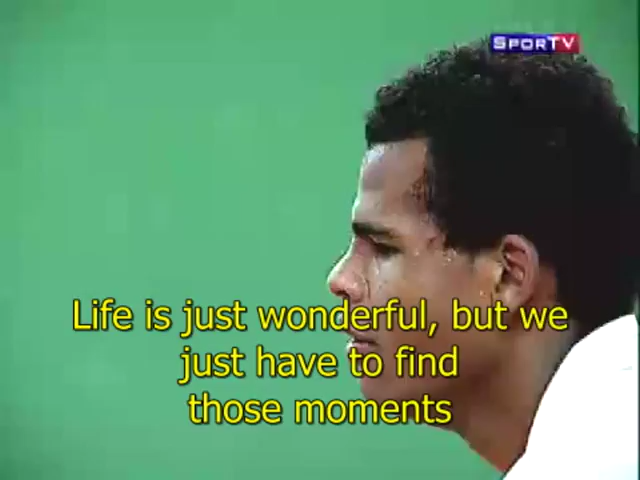 SPORTV
Life is just wonderful, but we
just have to find
those moments